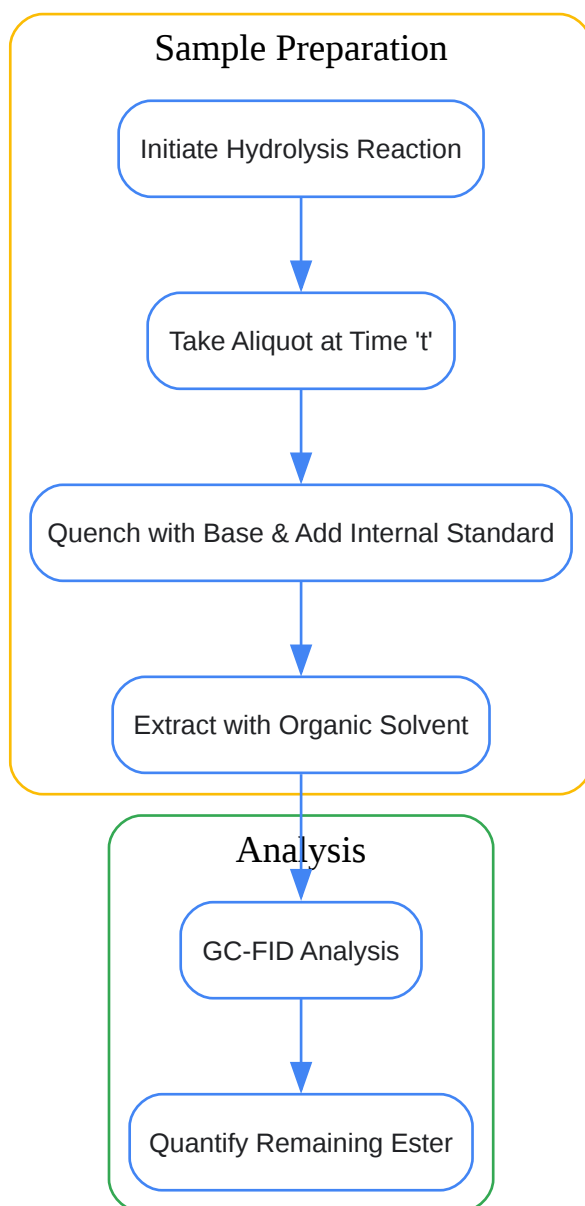 Sample Preparation
Initiate Hydrolysis Reaction
Take Aliquot at Time 't'
Quench with Base & Add Internal Standard
Extract with Organic Solvent
Analysis
GC-FID Analysis
Quantify Remaining Ester